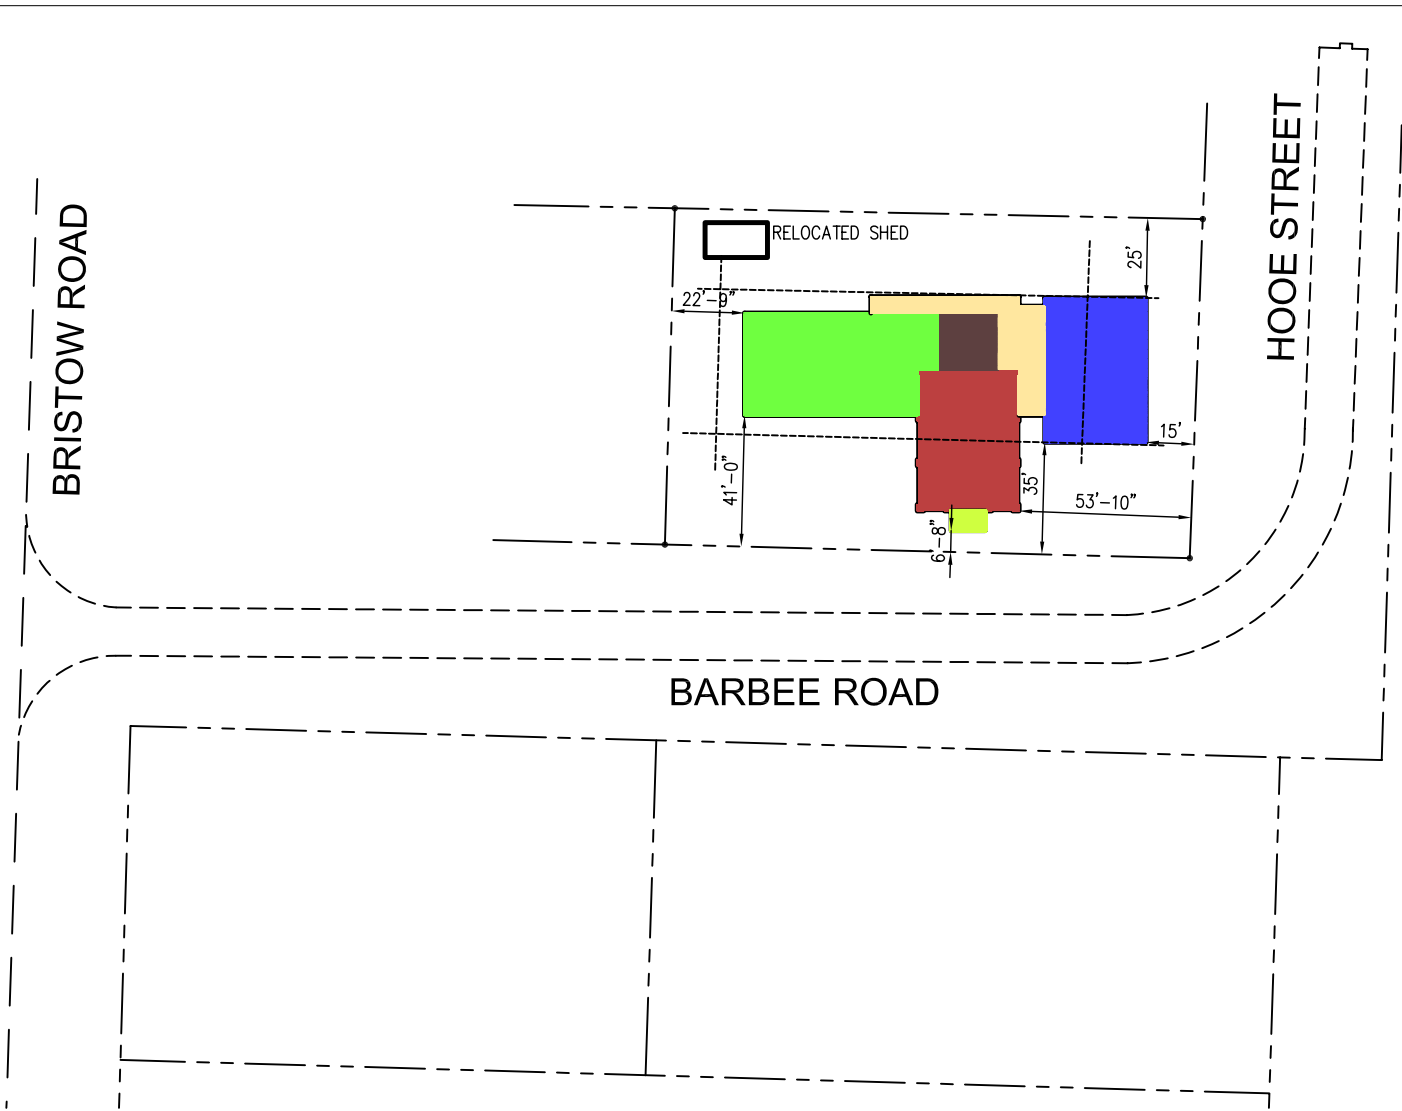 HOOE STREET
BRISTOW ROAD
RELOCATED SHED
25'
22'-9"
15'
41'-0"
35'
53'-10"
6'-8"
BARBEE ROAD